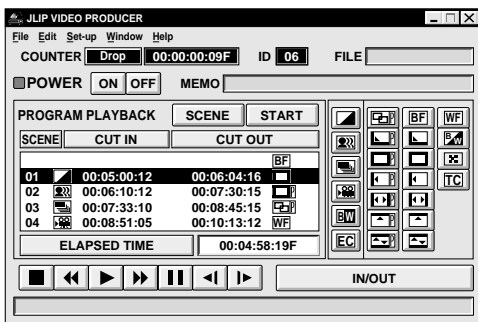 JLIP VIDEO PRODUCER
File Edit Set-up Window Help
COUNTER Drop 00:00:00:09F ID 06 FILE
POWER ON OFF MEMO
PROGRAM PLAYBACK SCENE START
SCENE CUT IN CUT OUT
BF
01 00:05:00:12 00:06:04:16
02 00:06:10:12 00:07:30:15 P
03 00:07:33:10 00:08:45:15 P
04 00:08:51:05 00:10:13:12 WF
ELAPSED TIME 00:04:58:19F
P BF WF
P B/W
P
P TC
BW P
EC P
IN/OUT